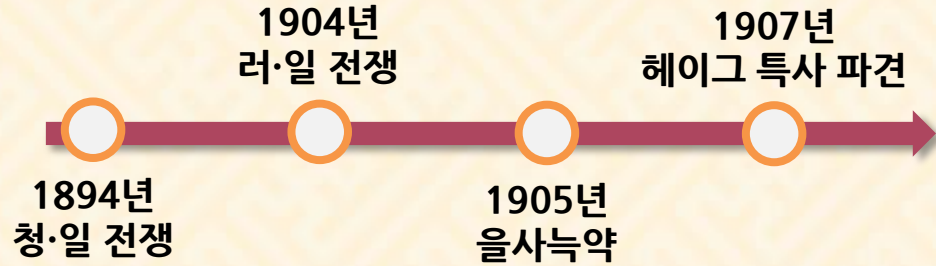 1894년
청·일 전쟁
1904년
러·일 전쟁
1905년
을사늑약
1907년
헤이그 특사 파견